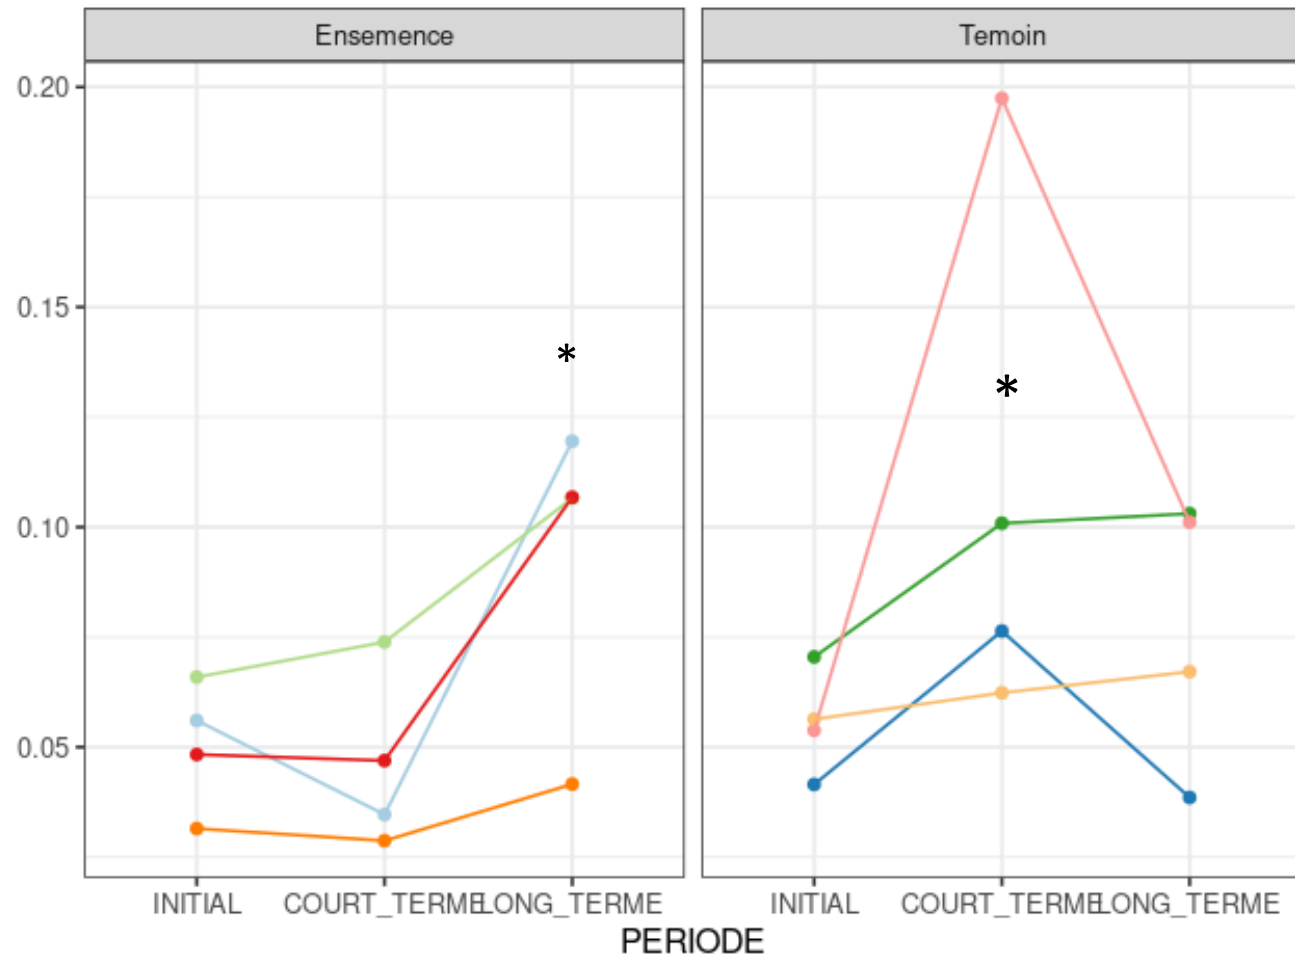 Ensemence
Temoin
0.20
0.15
*
*
0.10
0.05
INITIAL COURT_TERME LONG_TERME
INITIAL COURT_TERME LONG_TERME
PERIODE